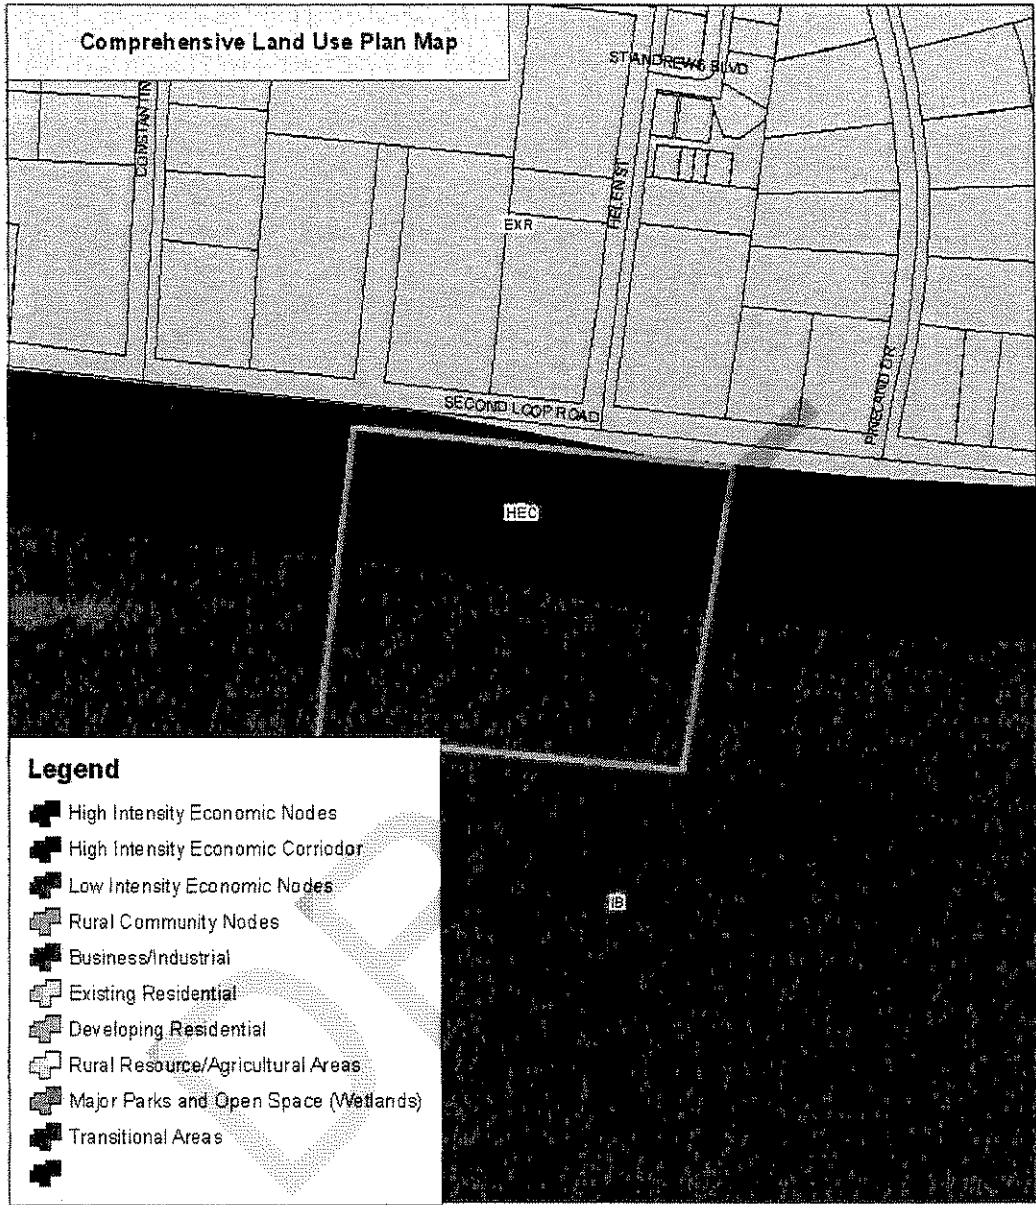 Comprehensive Land Use Plan Map
ST ANDREWS BLVD
CONSTANTIN
HELEN ST
EXR
PINELAND DR
SECOND LOOP ROAD
HEC
IB
Legend
High Intensity Economic Nodes
High Intensity Economic Corriodor
Low Intensity Economic Nodes
Rural Community Nodes
Business/Industrial
Existing Residential
Developing Residential
Rural Resource/Agricultural Areas
Major Parks and Open Space (Wetlands)
Transitional Areas